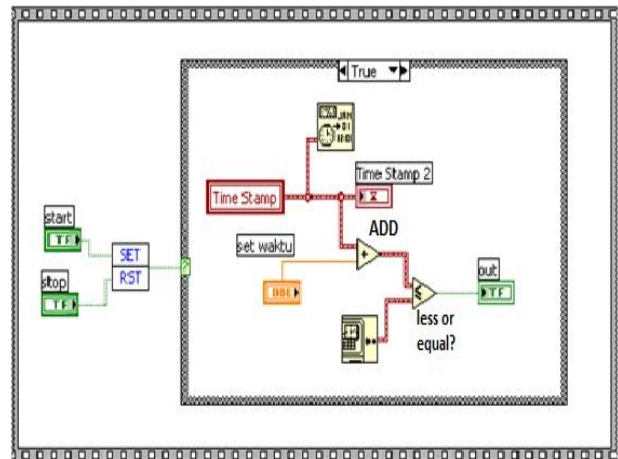 True
Time Stamp
Time Stamp 2
ADD
set waktu
DBL
start
TF
SET
stop
RST
TF
out
TF
less or
equal?